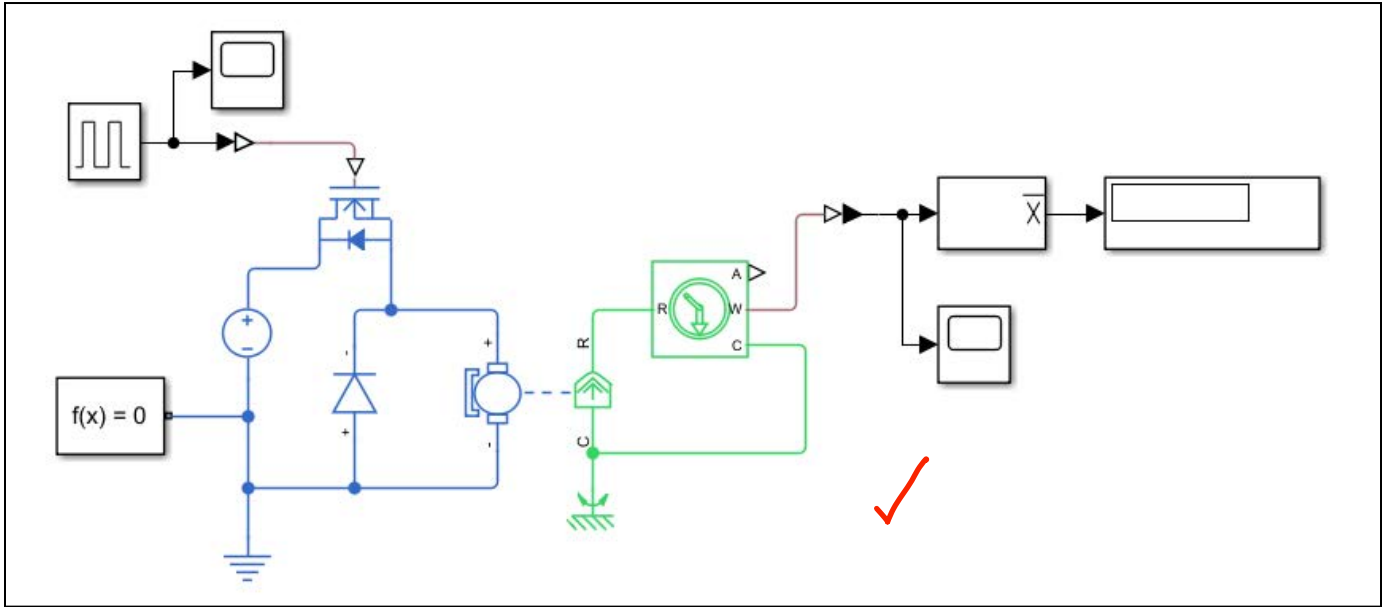 A
R
W
C
R
C
+
−
-
+
+
-
f(x) = 0
x̄